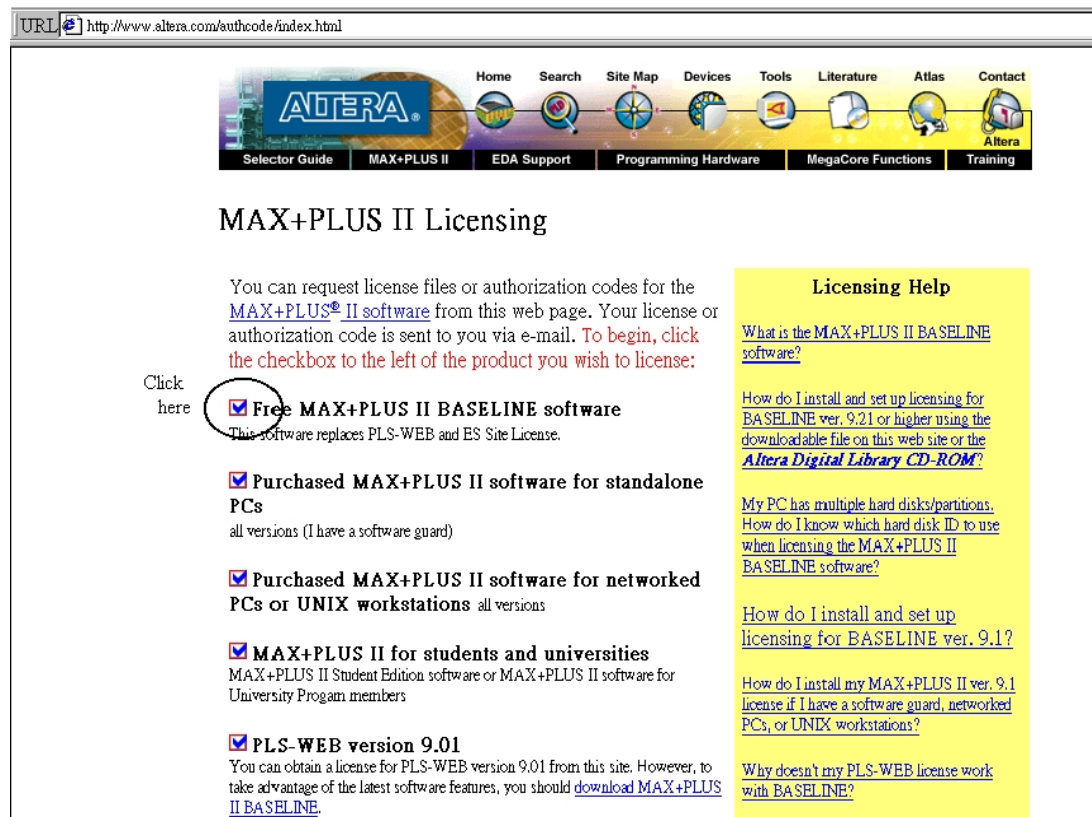 URL http://www.altera.com/authcode/index.html
Home Search Site Map Devices Tools Literature Atlas Contact
ALTERA®
N
Altera
Selector Guide MAX+PLUS II EDA Support Programming Hardware MegaCore Functions Training
MAX+PLUS II Licensing
You can request license files or authorization codes for the
MAX+PLUS® II software from this web page. Your license or
authorization code is sent to you via e-mail. To begin, click
the checkbox to the left of the product you wish to license:
Click
here
Free MAX+PLUS II BASELINE software
This software replaces PLS-WEB and ES Site License.
Purchased MAX+PLUS II software for standalone
PCs
all versions (I have a software guard)
Purchased MAX+PLUS II software for networked
PCs or UNIX workstations all versions
MAX+PLUS II for students and universities
MAX+PLUS II Student Edition software or MAX+PLUS II software for
University Progam members
PLS-WEB version 9.01
You can obtain a license for PLS-WEB version 9.01 from this site. However, to
take advantage of the latest software features, you should download MAX+PLUS
II BASELINE.
Licensing Help
What is the MAX+PLUS II BASELINE
software?
How do I install and set up licensing for
BASELINE ver. 9.21 or higher using the
downloadable file on this web site or the
Altera Digital Library CD-ROM?
My PC has multiple hard disks/partitions.
How do I know which hard disk ID to use
when licensing the MAX+PLUS II
BASELINE software?
How do I install and set up
licensing for BASELINE ver. 9.1?
How do I install my MAX+PLUS II ver. 9.1
license if I have a software guard, networked
PCs, or UNIX workstations?
Why doesn't my PLS-WEB license work
with BASELINE?